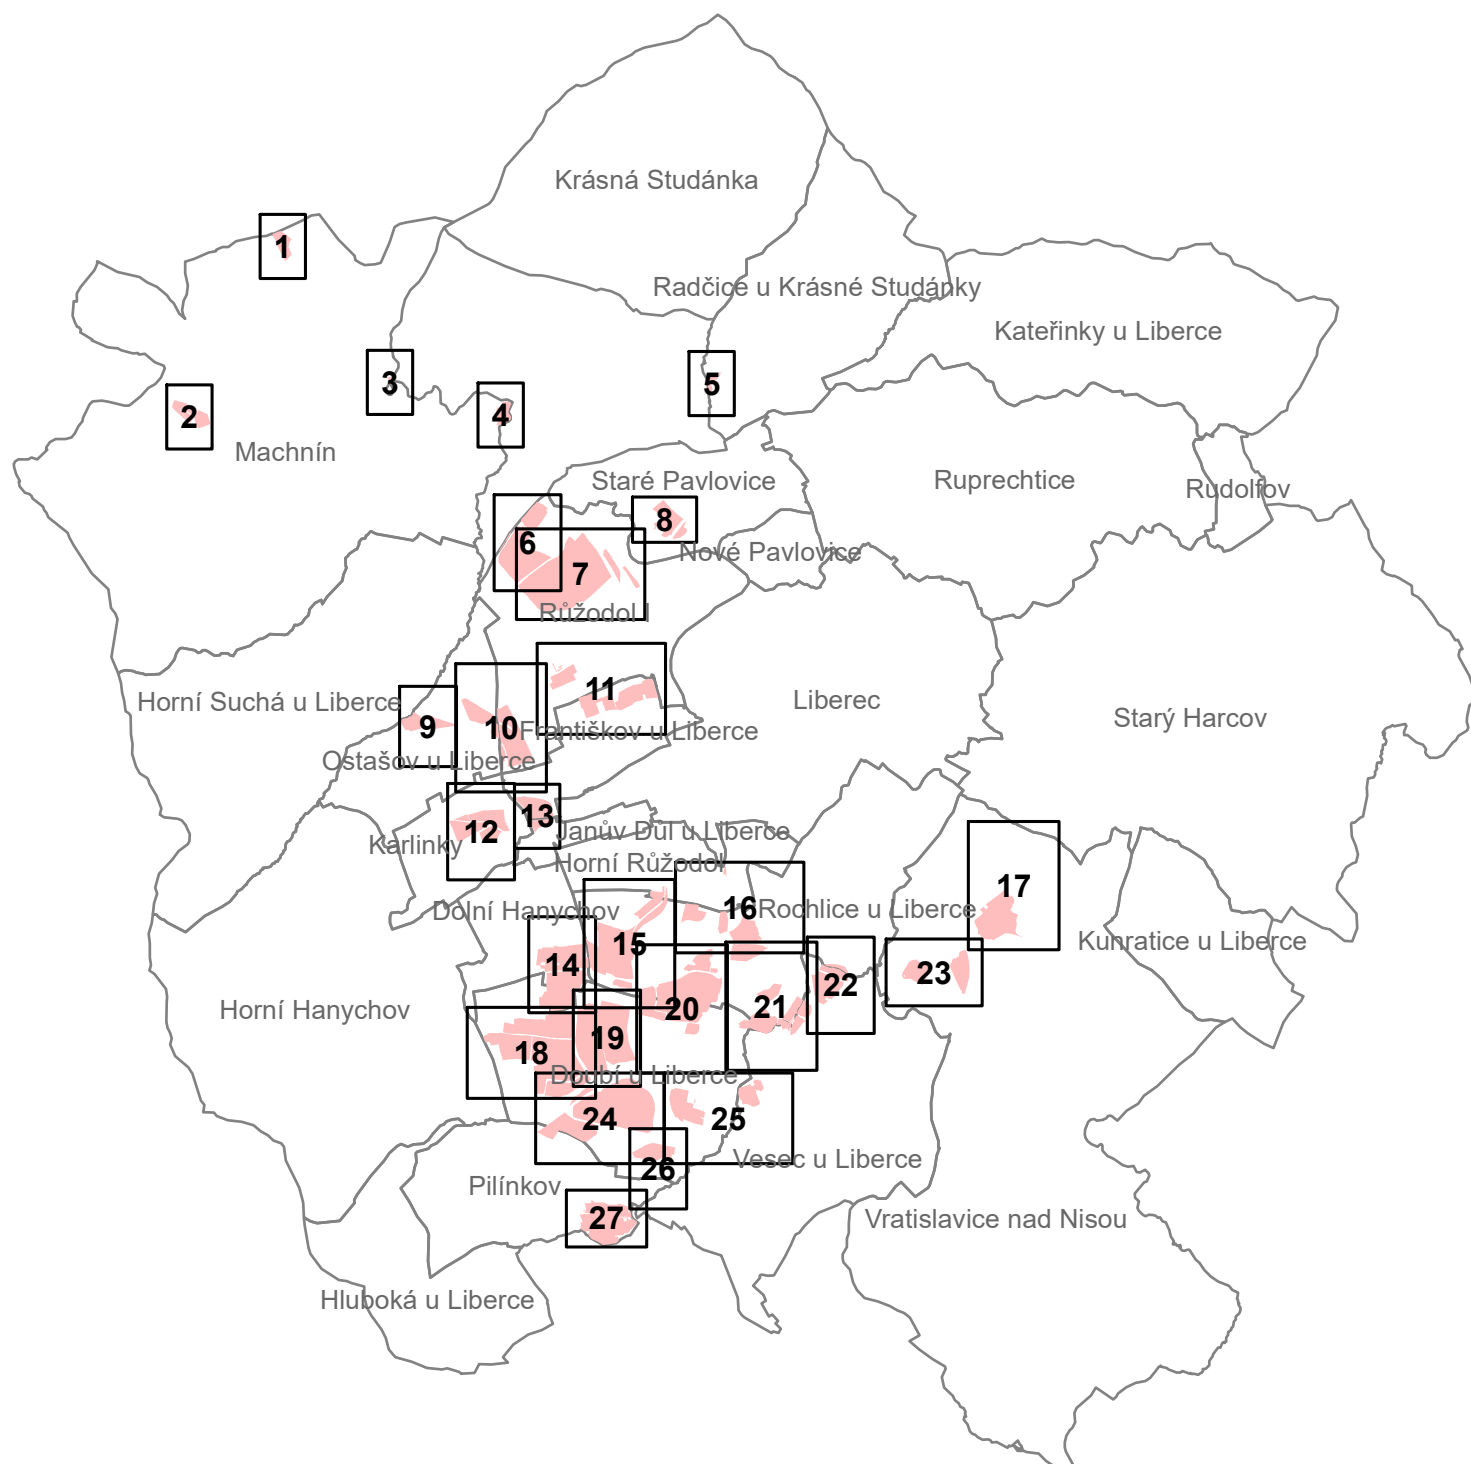 Krásná Studánka
1
Radčice u Krásné Studánky
Kateřinky u Liberce
3
5
4
2
Machnín
Staré Pavlovice
Ruprechtice
Rudolfov
8
6
Nové Pavlovice
7
Růžodol I
11
Horní Suchá u Liberce
Liberec
Starý Harcov
9
10
Františkov u Liberce
Ostašov u Liberce
13
12
Janův Důl u Liberce
Karlinky
Horní Růžodol
17
Dolní Hanychov
16
Rochlice u Liberce
15
Kunratice u Liberce
14
23
22
Horní Hanychov
20
21
19
18
Doubí u Liberce
24
25
Vesec u Liberce
26
Pilínkov
27
Vratislavice nad Nisou
Hluboká u Liberce